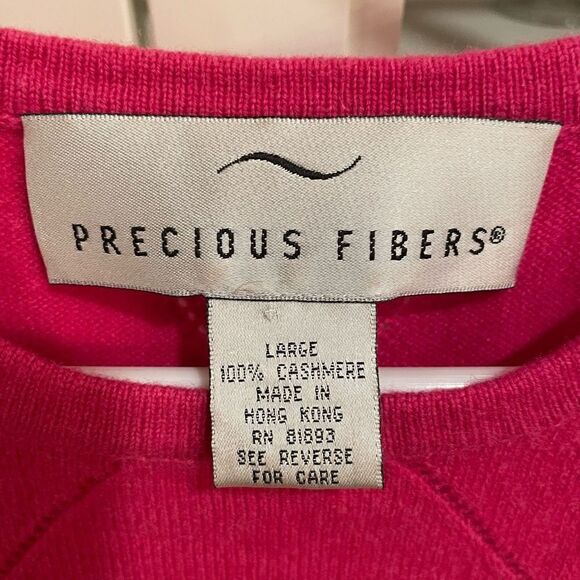 PRECIOUS FIBERS®
LARGE
100% CASHMERE
MADE IN
HONG KONG
RN 81893
SEE REVERSE
FOR CARE